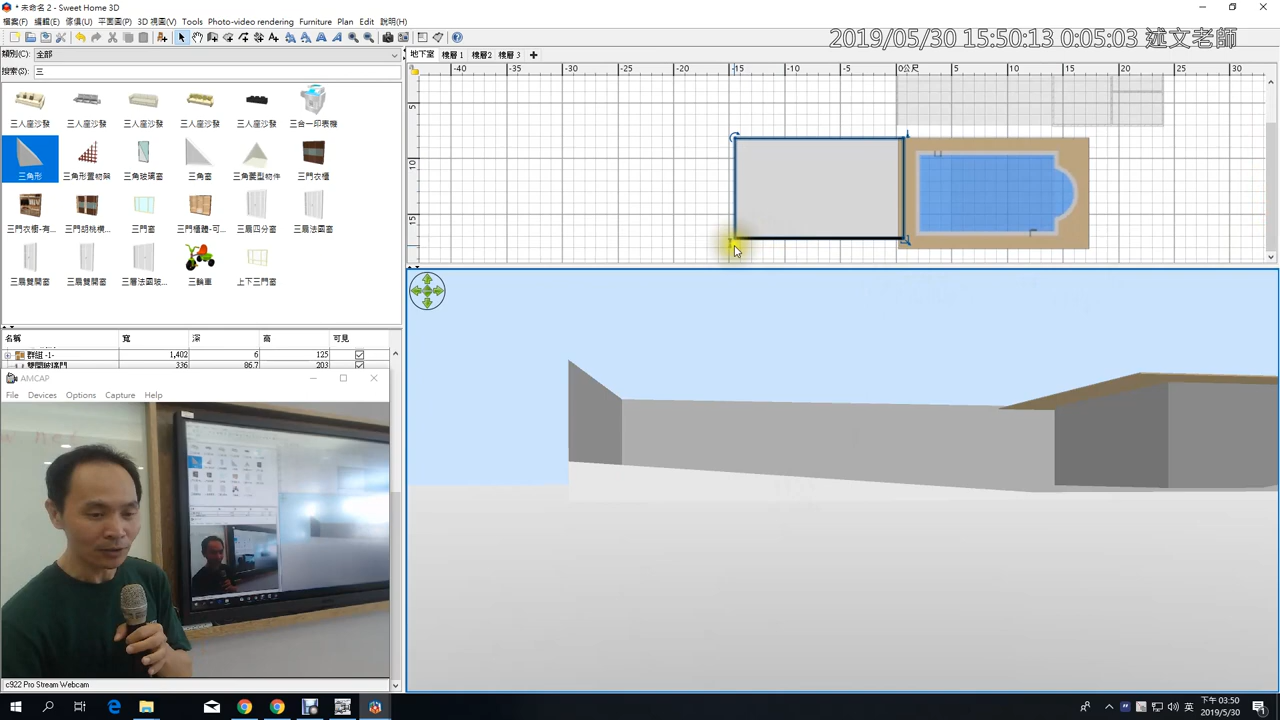 * 未命名 2 - Sweet Home 3D
檔案(F) 編輯(E) 傢俱(U) Tools 平面圖(P) 3D 視圖(V) Photo-video rendering Furniture Plan Edit 說明(H)
2019/05/30 15:50:13 0:05:03 述文老師
類別(C): 全部
地下室 樓層 1 樓層2 樓層 3
搜索(S): 三
-40 -35 -30 -25 -20 -15 -10 -5 0公尺 5 10 15 20 25 30
5
10
15
三人座沙發 三人座沙發 三人座沙發 三人座沙發 三人座沙發 三合一印表機
三角形 三角形置物架 三角玻璃窗 三角窗 三角菱型物件 三門衣櫃
三門衣櫃-有... 三門胡桃橫... 三門窗 三門櫃體-可... 三扇四分窗 三扇法國窗
三扇雙開窗 三扇雙開窗 三層法國玻... 三輪車 上下三門窗
名稱 寬 深 高 可見
群組 -1- 1,402 6 125
雙開玻璃門 336 86.7 203
AMCAP
File Devices Options Capture Help
c922 Pro Stream Webcam
英
下午 03:50
2019/5/30